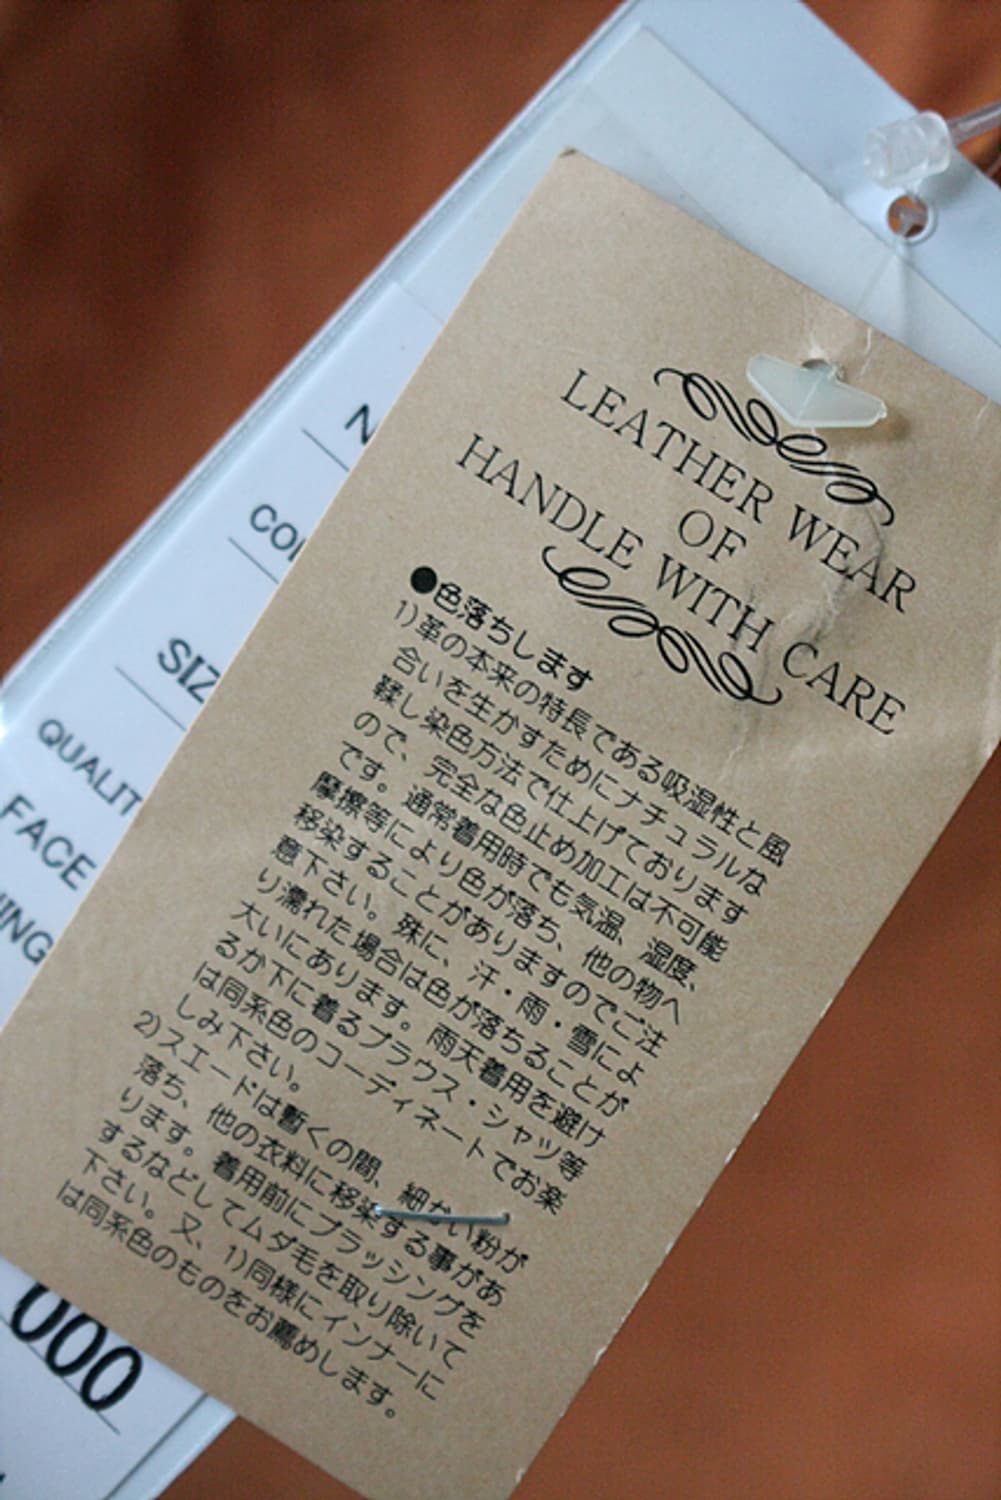 LEATHER WEAR
OF
HANDLE WITH CARE
●色落ちします
1)革の本来の特長である吸湿性と風
合いを生かすためにナチュラルな
鞣し染色方法で仕上げております
ので、完全な色止め加工は不可能
です。通常着用時でも気温、湿度、
摩擦等により色が落ち、他の物へ
移染することがありますのでご注
意下さい。殊に、汗・雨・雪によ
り濡れた場合は色が落ちることが
大いにあります。雨天着用を避け
るか下に着るブラウス・シャツ等
は同系色のコーディネートでお楽
しみ下さい。
2)スエードは暫くの間、細かい粉が
落ち、他の衣料に移染する事があ
ります。着用前にブラッシングを
するなどしてムダ毛を取り除いて
下さい。又、1)同様にインナーに
は同系色のものをお薦めします。
N
CO
SIZ
QUALIT
FACE
ING
000